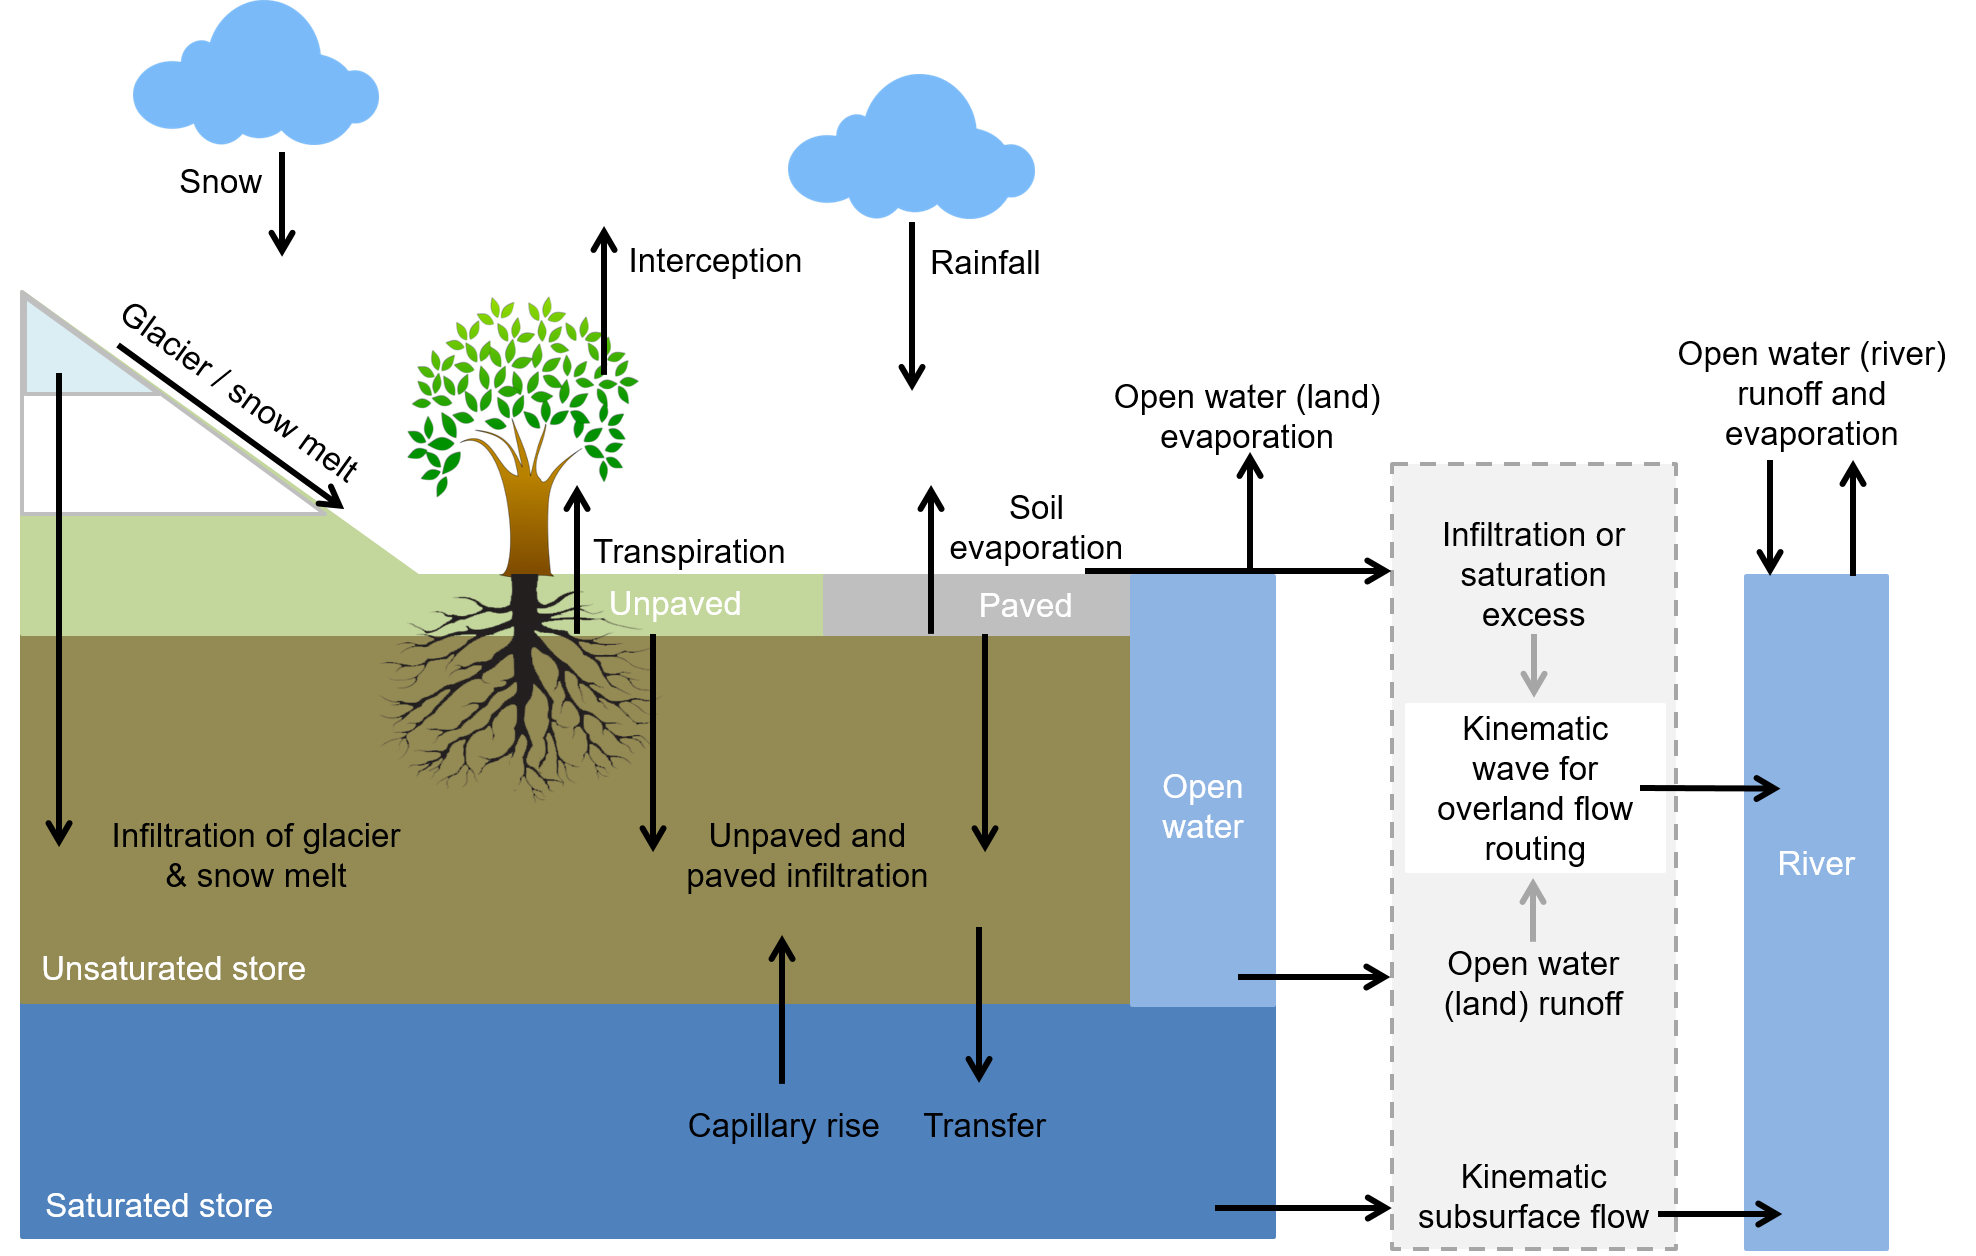 Snow
Interception
Rainfall
Glacier / snow melt
Open water (land)
evaporation
Open water (river)
runoff and
evaporation
Soil
evaporation
Transpiration
Unpaved
Paved
Infiltration or
saturation
excess
Kinematic
wave for
overland flow
routing
Open
water
River
Infiltration of glacier
& snow melt
Unpaved and
paved infiltration
Unsaturated store
Open water
(land) runoff
Capillary rise
Transfer
Saturated store
Kinematic
subsurface flow